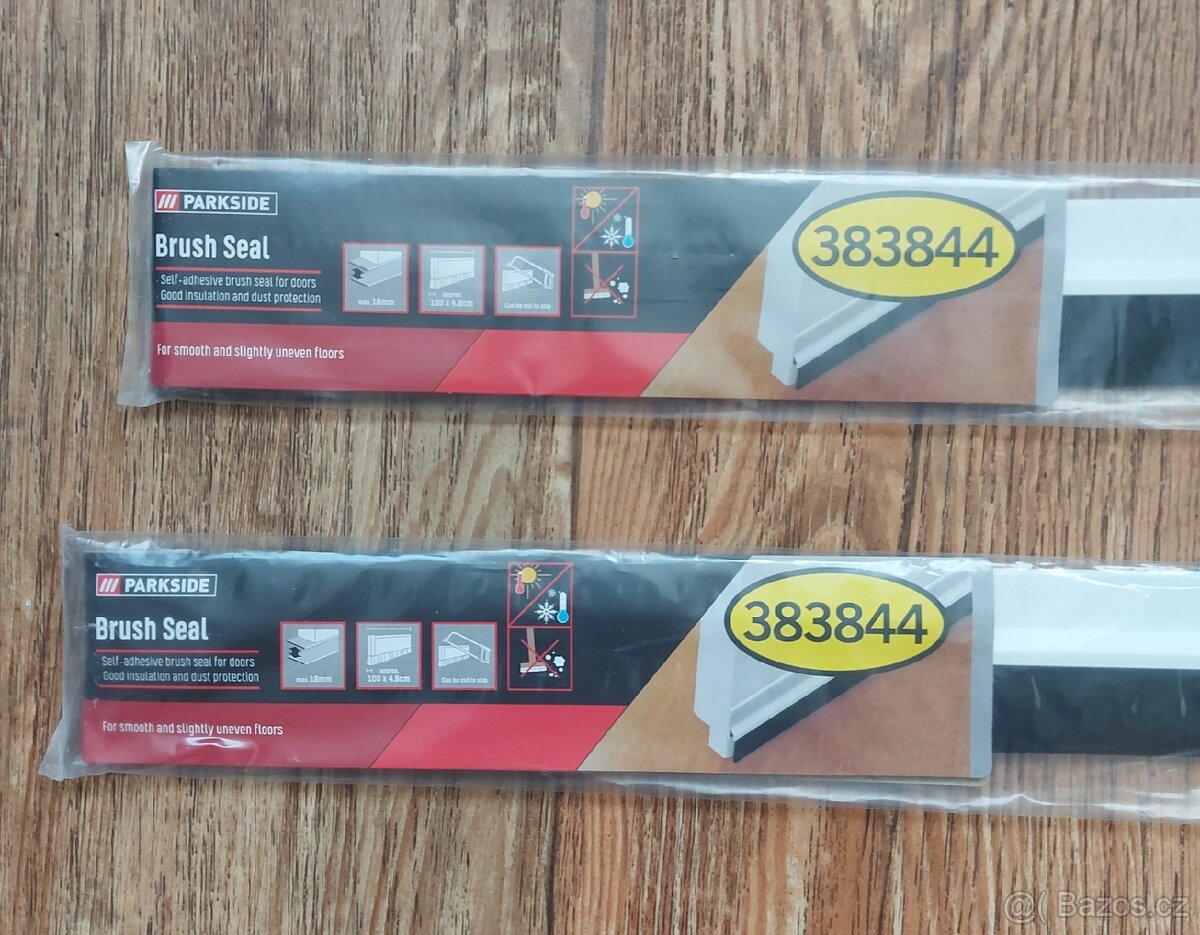 PARKSIDE
Brush Seal
· Self-adhesive brush seal for doors
· Good insulation and dust protection
max. 18mm
approx.
100 x 4.8cm
Can be cut to size
For smooth and slightly uneven floors
383844
PARKSIDE
Brush Seal
· Self-adhesive brush seal for doors
· Good insulation and dust protection
max. 18mm
approx.
100 x 4.8cm
Can be cut to size
For smooth and slightly uneven floors
383844
@( Bazos.cz